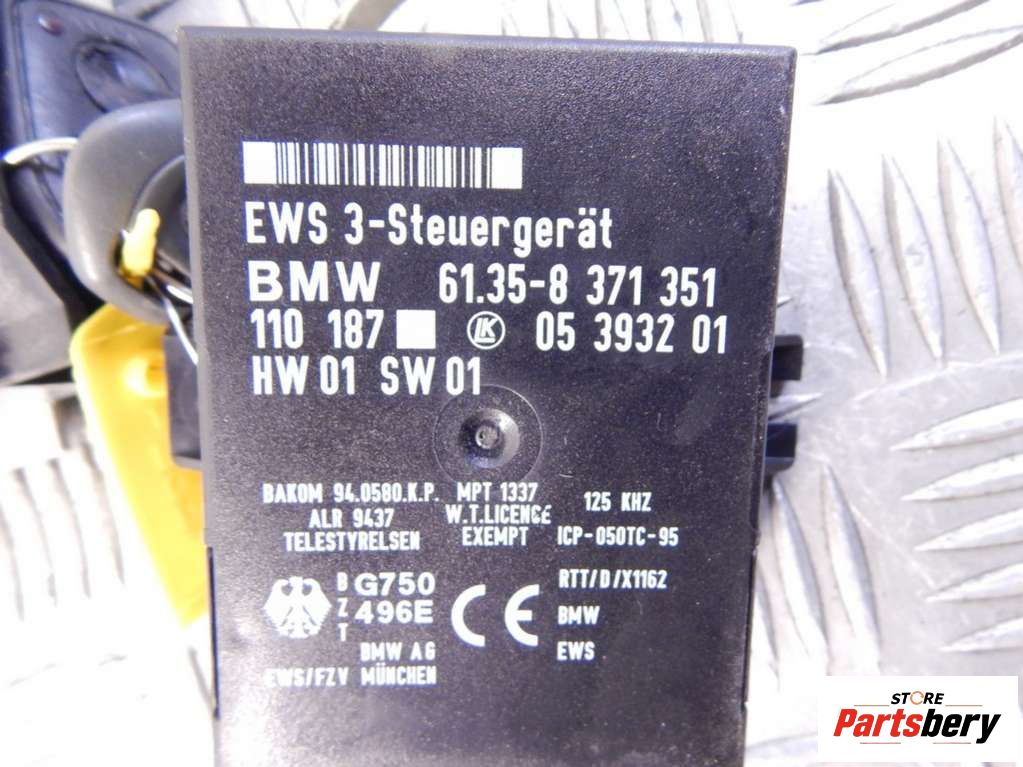 EWS 3-Steuergerät
BMW 61.35-8 371 351
110 187 LK 05 3932 01
HW 01 SW 01
BAKOM 94.0580.K.P. MPT 1337 125 KHZ
ALR 9437 W.T.LICENCE
TELESTYRELSEN EXEMPT ICP-050TC-95
BZT G750 496E CE RTT/D/X1162
BMW
BMW AG EWS
EWS/FZV MÜNCHEN
STORE
Partsbery